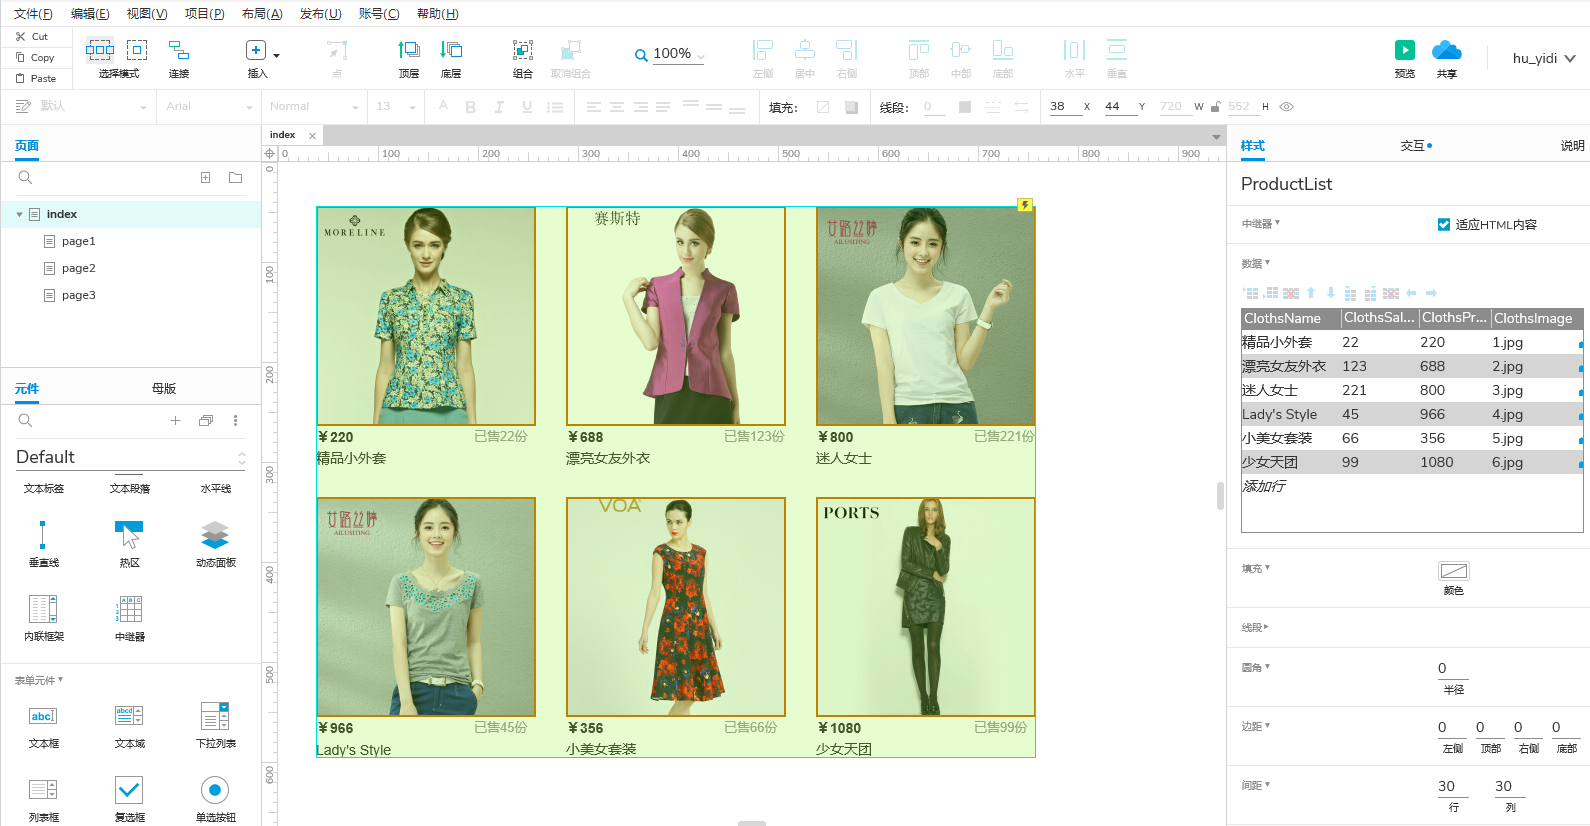 文件(F) 编辑(E) 视图(V) 项目(P) 布局(A) 发布(U) 账号(C) 帮助(H)
Cut
Copy
Paste
选择模式 连接 插入 点 顶层 底层 组合 取消组合 100% 左侧 居中 右侧 顶部 中部 底部 水平 垂直 预览 共享 hu_yidi
默认 Arial Normal 13 A B I U 填充: 线段: 0 38 X 44 Y 720 W 552 H
页面
index
page1
page2
page3
元件 母版
Default
文本标签 文本段落 水平线
垂直线 热区 动态面板
内联框架 中继器
表单元件
文本框 文本域 下拉列表
列表框 复选框 单选按钮
index
0 100 200 300 400 500 600 700 800 900
0
100
200
300
400
500
600
MORELINE
赛斯特
女路丝婷
AILUSITING
¥220 已售22份
精品小外套
¥688 已售123份
漂亮女友外衣
¥800 已售221份
迷人女士
女路丝婷
AILUSITING
VOA
PORTS
¥966 已售45份
Lady's Style
¥356 已售66份
小美女套装
¥1080 已售99份
少女天团
样式 交互 说明
ProductList
中继器 适应HTML内容
数据
ClothsName ClothsSal... ClothsPr... ClothsImage
精品小外套 22 220 1.jpg
漂亮女友外衣 123 688 2.jpg
迷人女士 221 800 3.jpg
Lady's Style 45 966 4.jpg
小美女套装 66 356 5.jpg
少女天团 99 1080 6.jpg
添加行
填充
颜色
线段
圆角 0
半径
边距 0 0 0 0
左侧 顶部 右侧 底部
间距 30 30
行 列